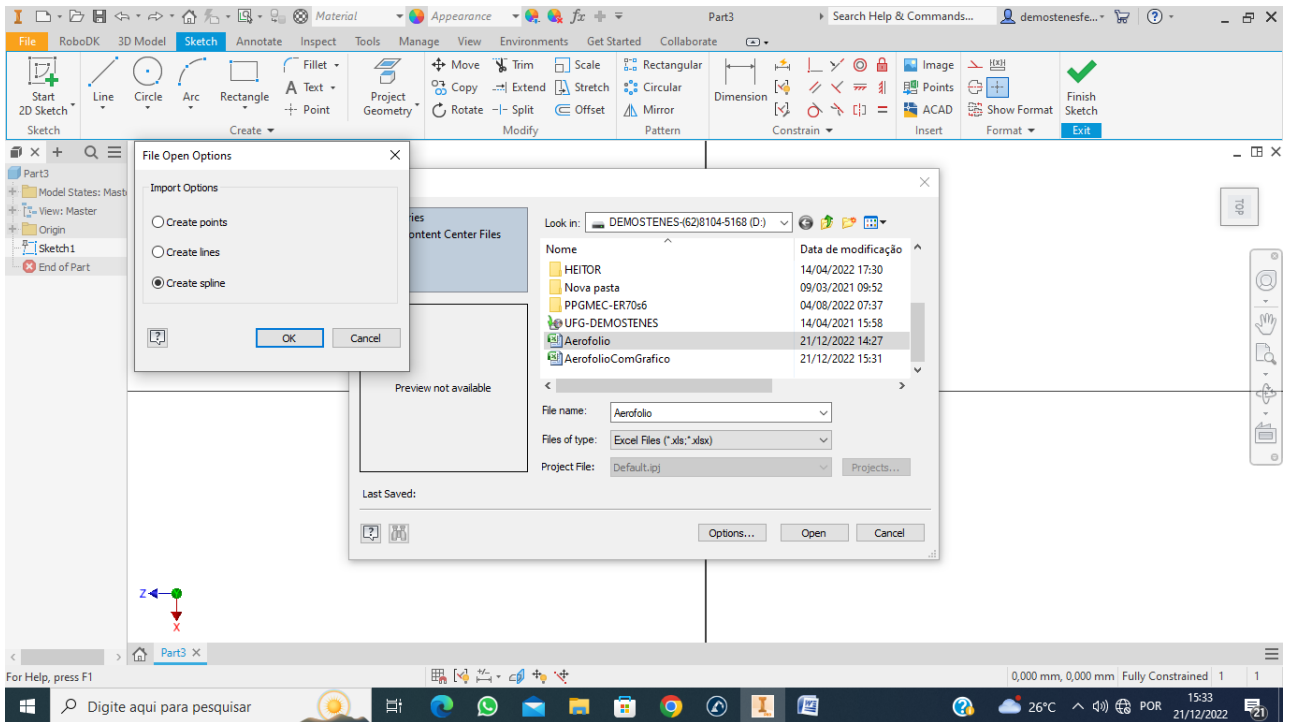 Material
Appearance
Part3
Search Help & Commands...
demostenesfe...
File RoboDK 3D Model Sketch Annotate Inspect Tools Manage View Environments Get Started Collaborate
Fillet Move Trim Scale Rectangular Image
Text Copy Extend Stretch Circular Points
Start 2D Sketch Line Circle Arc Rectangle Point Project Geometry Rotate Split Offset Mirror Dimension ACAD Show Format Finish Sketch
Sketch Create Modify Pattern Constrain Insert Format Exit
Part3
Model States: Mast
View: Master
Origin
Sketch1
End of Part
File Open Options
Import Options
Create points
Create lines
Create spline
OK Cancel
ries
ontent Center Files
Preview not available
Look in: DEMOSTENES-(62)8104-5168 (D:)
Nome Data de modificação
HEITOR 14/04/2022 17:30
Nova pasta 09/03/2021 09:52
PPGMEC-ER70s6 04/08/2022 07:37
UFG-DEMOSTENES 14/04/2021 15:58
Aerofolio 21/12/2022 14:27
AerofolioComGrafico 21/12/2022 15:31
File name: Aerofolio
Files of type: Excel Files (*.xls;*.xlsx)
Project File: Default.ipj Projects...
Last Saved:
Options... Open Cancel
TOP
Z
X
Part3
For Help, press F1
0,000 mm, 0,000 mm Fully Constrained 1 1
Digite aqui para pesquisar
26°C
POR
15:33
21/12/2022
21